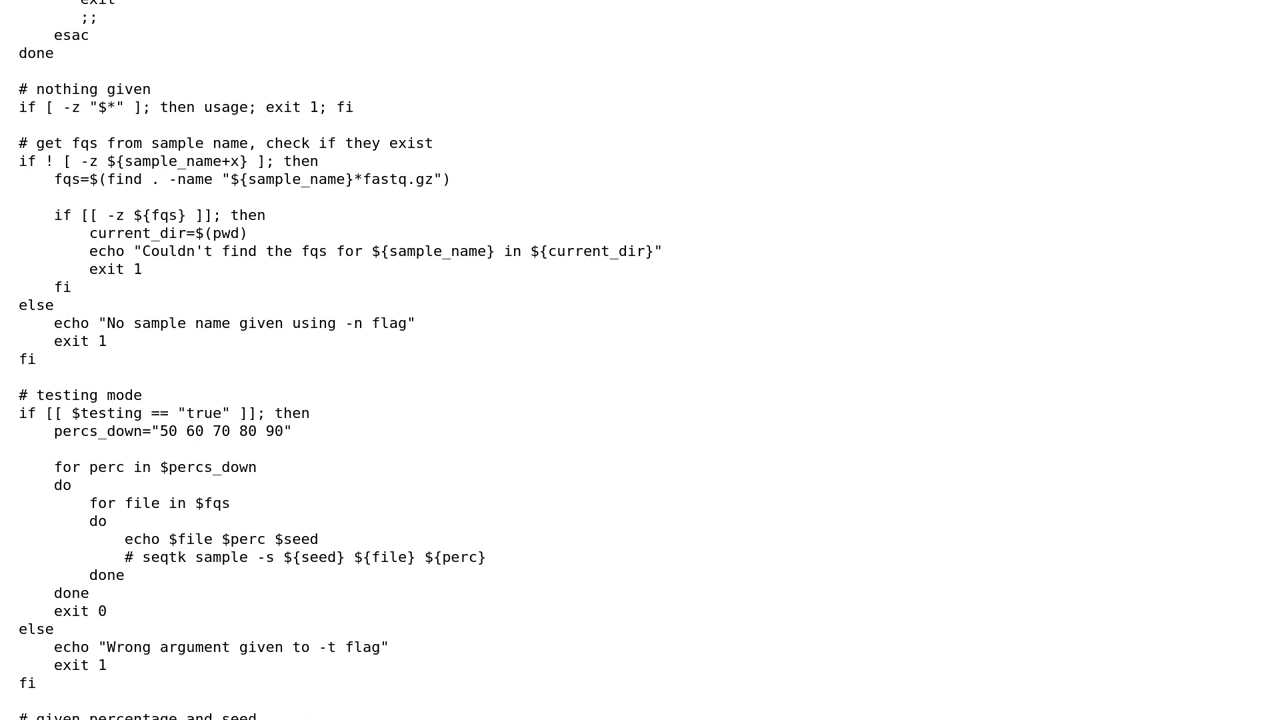 exit
;;
esac
done
# nothing given
if [ -z "$*" ]; then usage; exit 1; fi
# get fqs from sample name, check if they exist
if ! [ -z ${sample_name+x} ]; then
fqs=$(find . -name "${sample_name}*fastq.gz")
if [[ -z ${fqs} ]]; then
current_dir=$(pwd)
echo "Couldn't find the fqs for ${sample_name} in ${current_dir}"
exit 1
fi
else
echo "No sample name given using -n flag"
exit 1
fi
# testing mode
if [[ $testing == "true" ]]; then
percs_down="50 60 70 80 90"
for perc in $percs_down
do
for file in $fqs
do
echo $file $perc $seed
# seqtk sample -s ${seed} ${file} ${perc}
done
done
exit 0
else
echo "Wrong argument given to -t flag"
exit 1
fi
# given percentage and seed